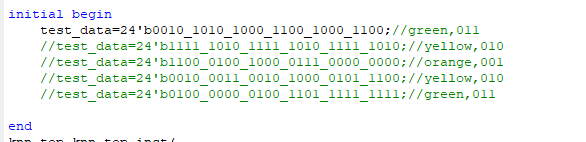 initial begin
test_data=24'b0010_1010_1000_1100_1000_1100;//green,011
//test_data=24'b1111_1010_1111_1010_1111_1010;//yellow,010
//test_data=24'b1100_0100_1000_0111_0000_0000;//orange,001
//test_data=24'b0010_0011_0010_1000_0101_1100;//yellow,010
//test_data=24'b0100_0000_0100_1101_1111_1111;//green,011
end